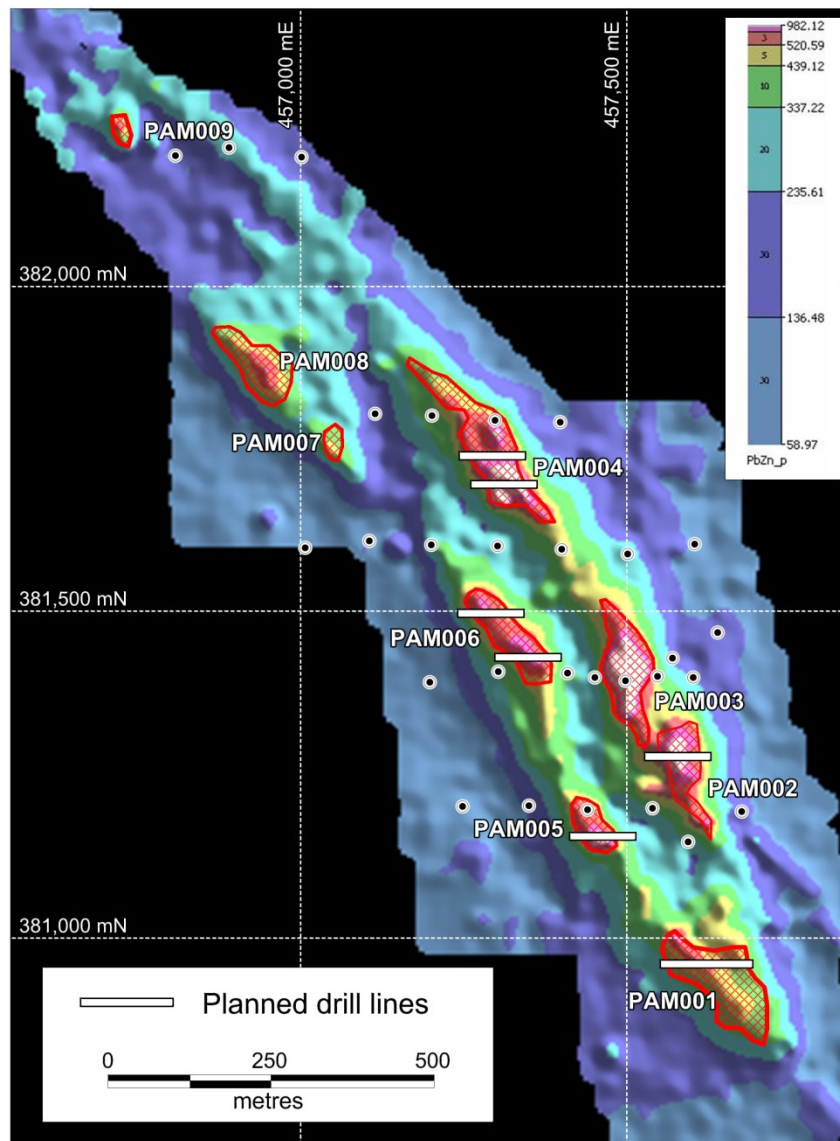 457,000 mE
457,500 mE
982.12
3
520.59
5
439.12
10
337.22
20
235.61
30
136.48
30
58.97
PbZn_p
PAM009
382,000 mN
PAM008
PAM007
PAM004
381,500 mN
PAM006
PAM003
PAM002
PAM005
381,000 mN
PAM001
Planned drill lines
0 250 500
metres